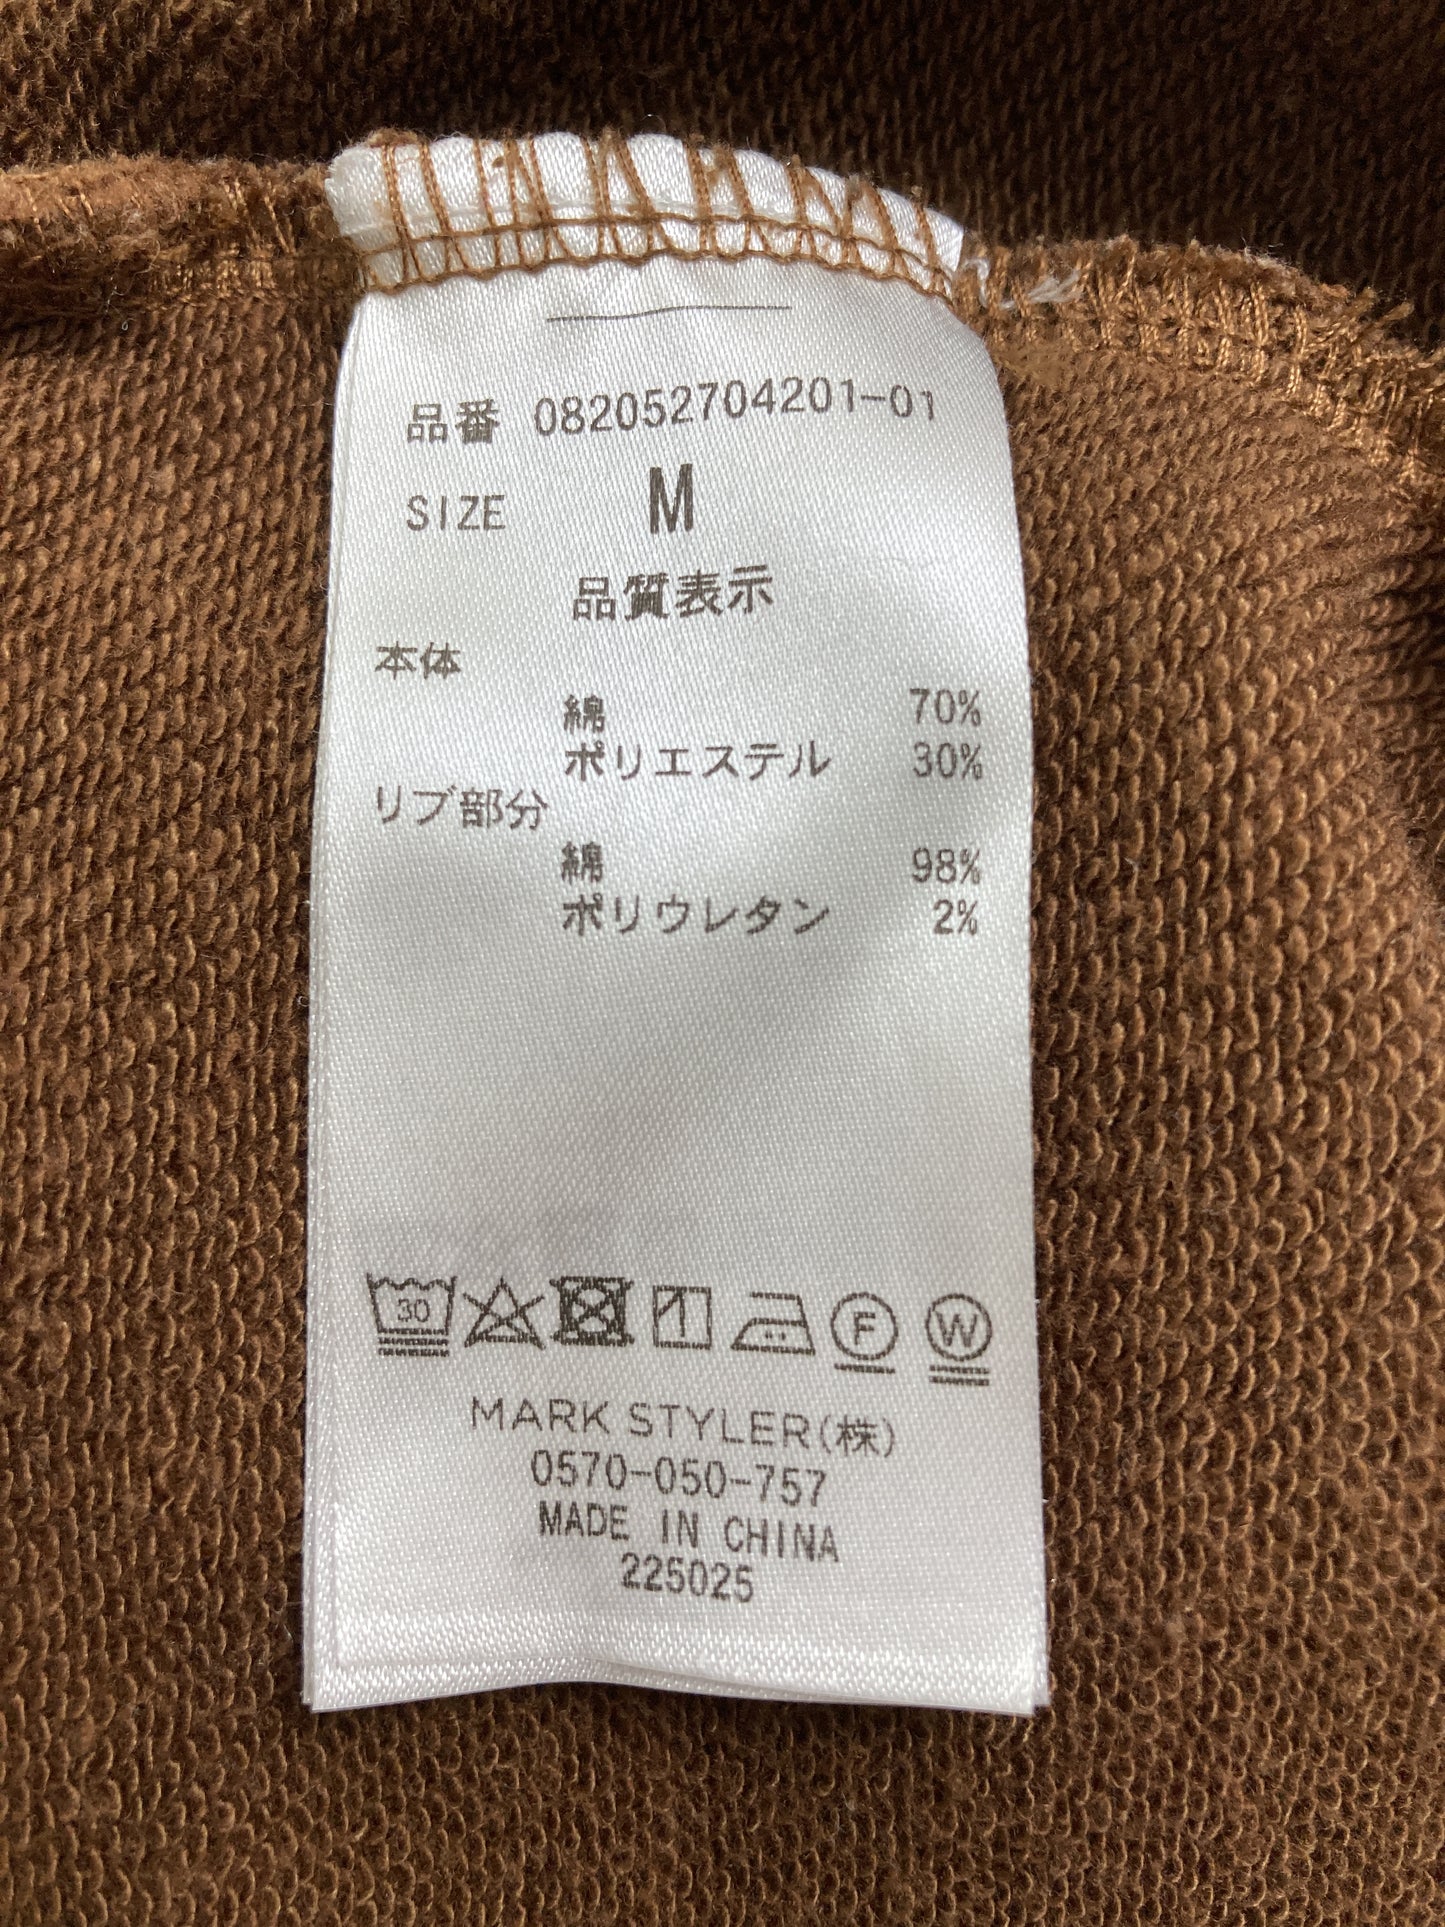 品番 082052704201-01
SIZE M
品質表示
本体
綿 70%
ポリエステル 30%
リブ部分
綿 98%
ポリウレタン 2%
30 F W
MARK STYLER(株)
0570-050-757
MADE IN CHINA
225025